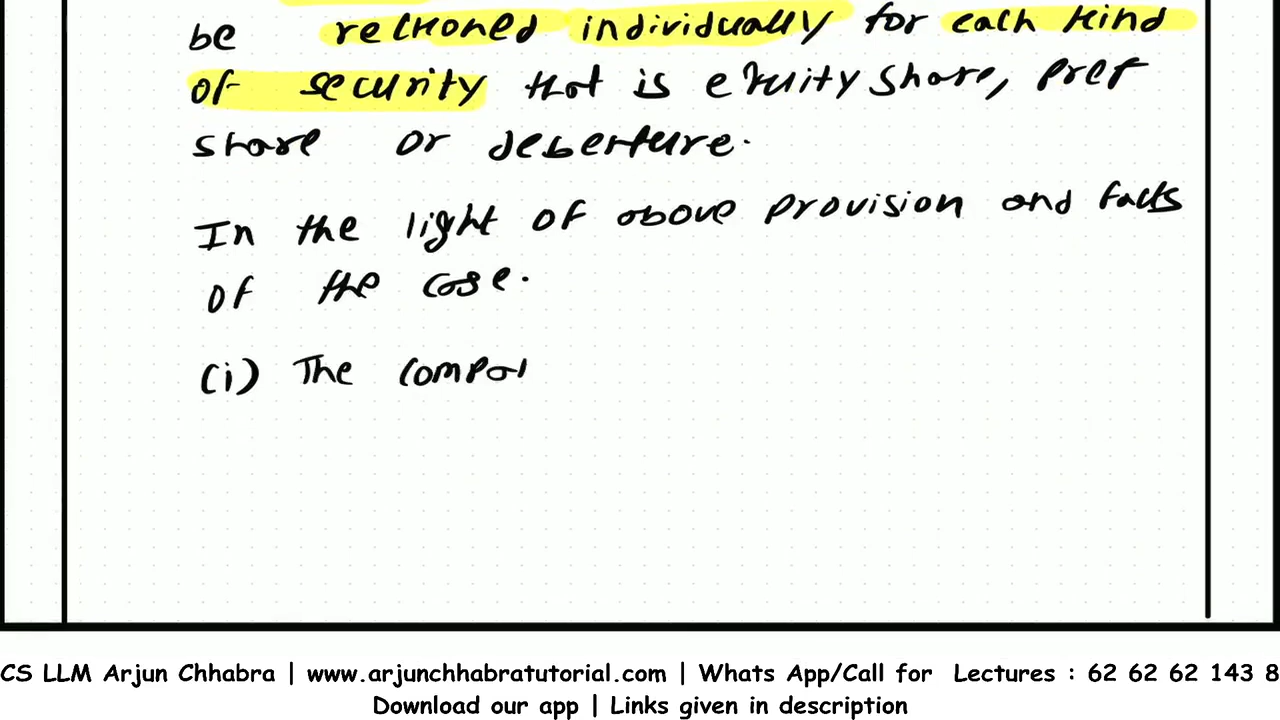 be reckoned individually for each kind
of security that is equity share, pref
share or debenture.
In the light of above provision and facts
of the case.
(i) The compa
CS LLM Arjun Chhabra | www.arjunchhabratutorial.com | Whats App/Call for Lectures : 62 62 62 143 8
Download our app | Links given in description